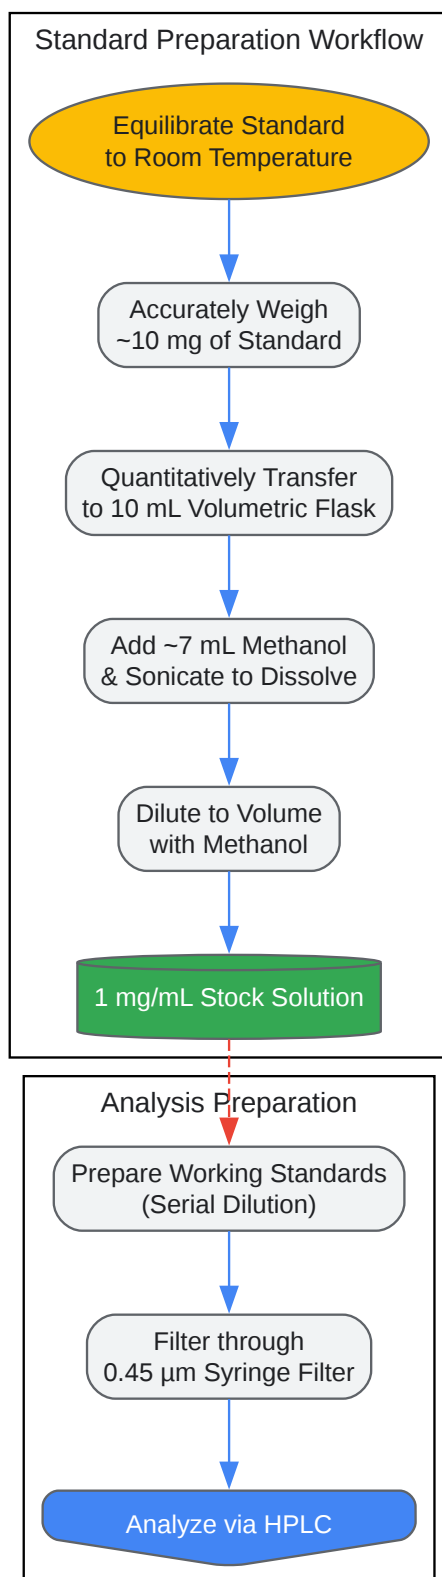 Standard Preparation Workflow
Equilibrate Standard
to Room Temperature
Accurately Weigh
~10 mg of Standard
Quantitatively Transfer
to 10 mL Volumetric Flask
Add ~7 mL Methanol
& Sonicate to Dissolve
Dilute to Volume
with Methanol
1 mg/mL Stock Solution
Analysis Preparation
Prepare Working Standards
(Serial Dilution)
Filter through
0.45 µm Syringe Filter
Analyze via HPLC